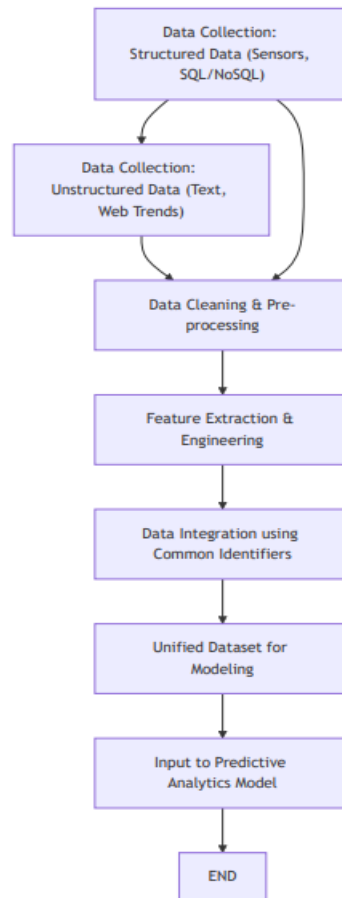 Data Collection:
Structured Data (Sensors,
SQL/NoSQL)
Data Collection:
Unstructured Data (Text,
Web Trends)
Data Cleaning & Pre-
processing
Feature Extraction &
Engineering
Data Integration using
Common Identifiers
Unified Dataset for
Modeling
Input to Predictive
Analytics Model
END